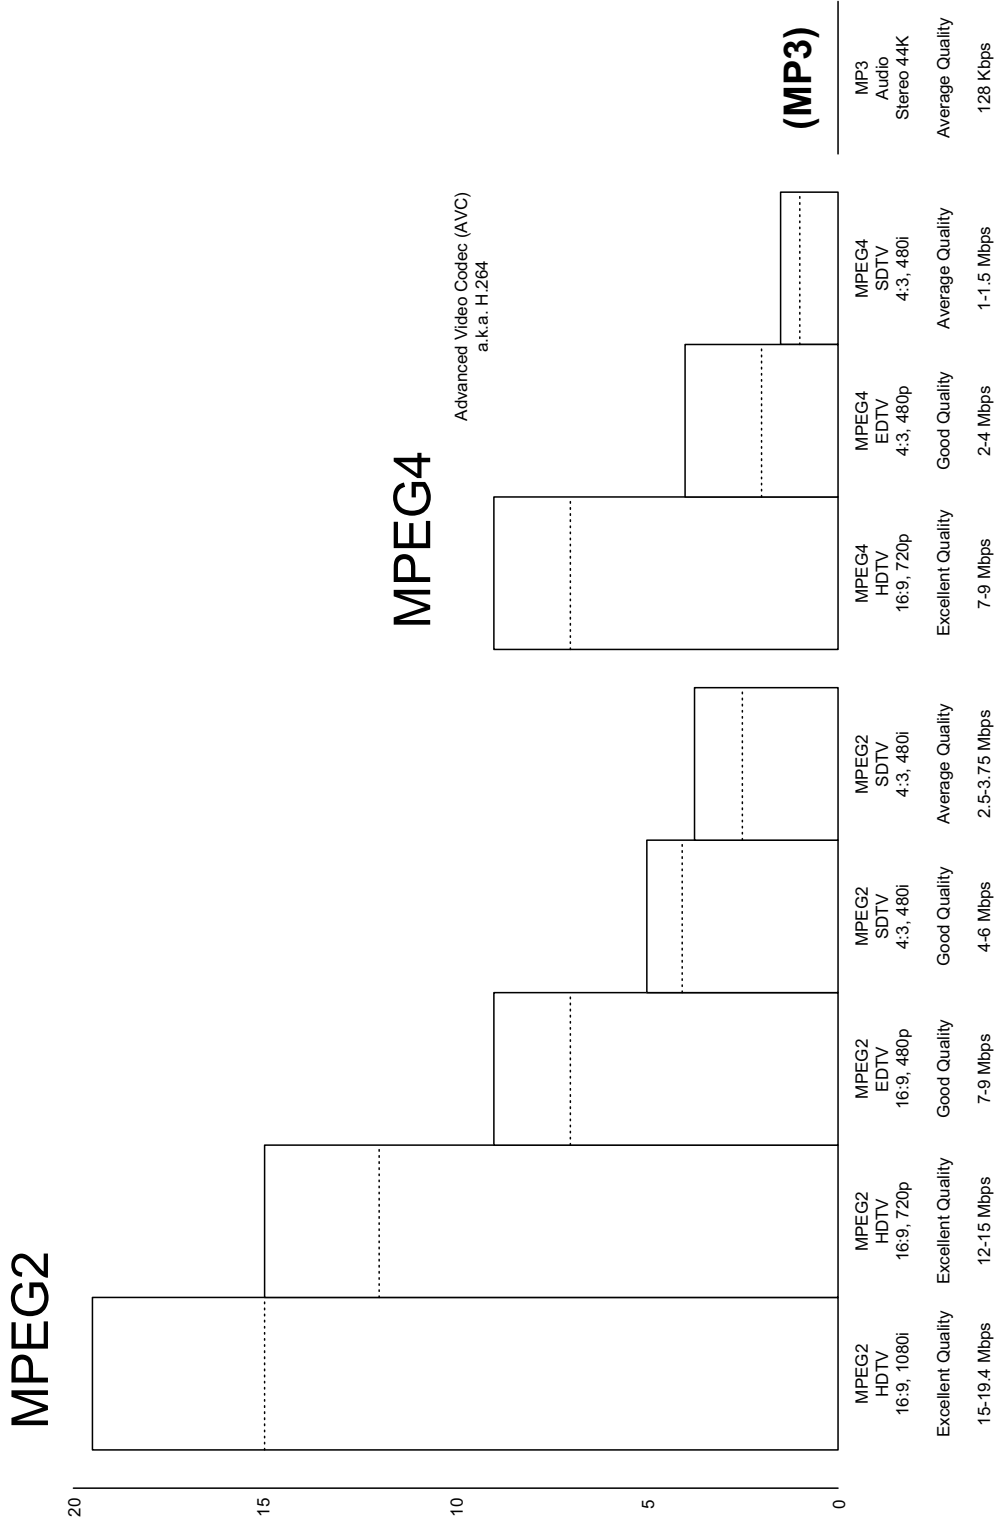 MPEG2
MPEG4
Advanced Video Codec (AVC)
a.k.a. H.264
(MP3)
20
15
10
5
0
MPEG2
HDTV
16:9, 1080i
Excellent Quality
15-19.4 Mbps
MPEG2
HDTV
16:9, 720p
Excellent Quality
12-15 Mbps
MPEG2
EDTV
16:9, 480p
Good Quality
7-9 Mbps
MPEG2
SDTV
4:3, 480i
Good Quality
4-6 Mbps
MPEG2
SDTV
4:3, 480i
Average Quality
2.5-3.75 Mbps
MPEG4
HDTV
16:9, 720p
Excellent Quality
7-9 Mbps
MPEG4
EDTV
4:3, 480p
Good Quality
2-4 Mbps
MPEG4
SDTV
4:3, 480i
Average Quality
1-1.5 Mbps
MP3
Audio
Stereo 44K
Average Quality
128 Kbps